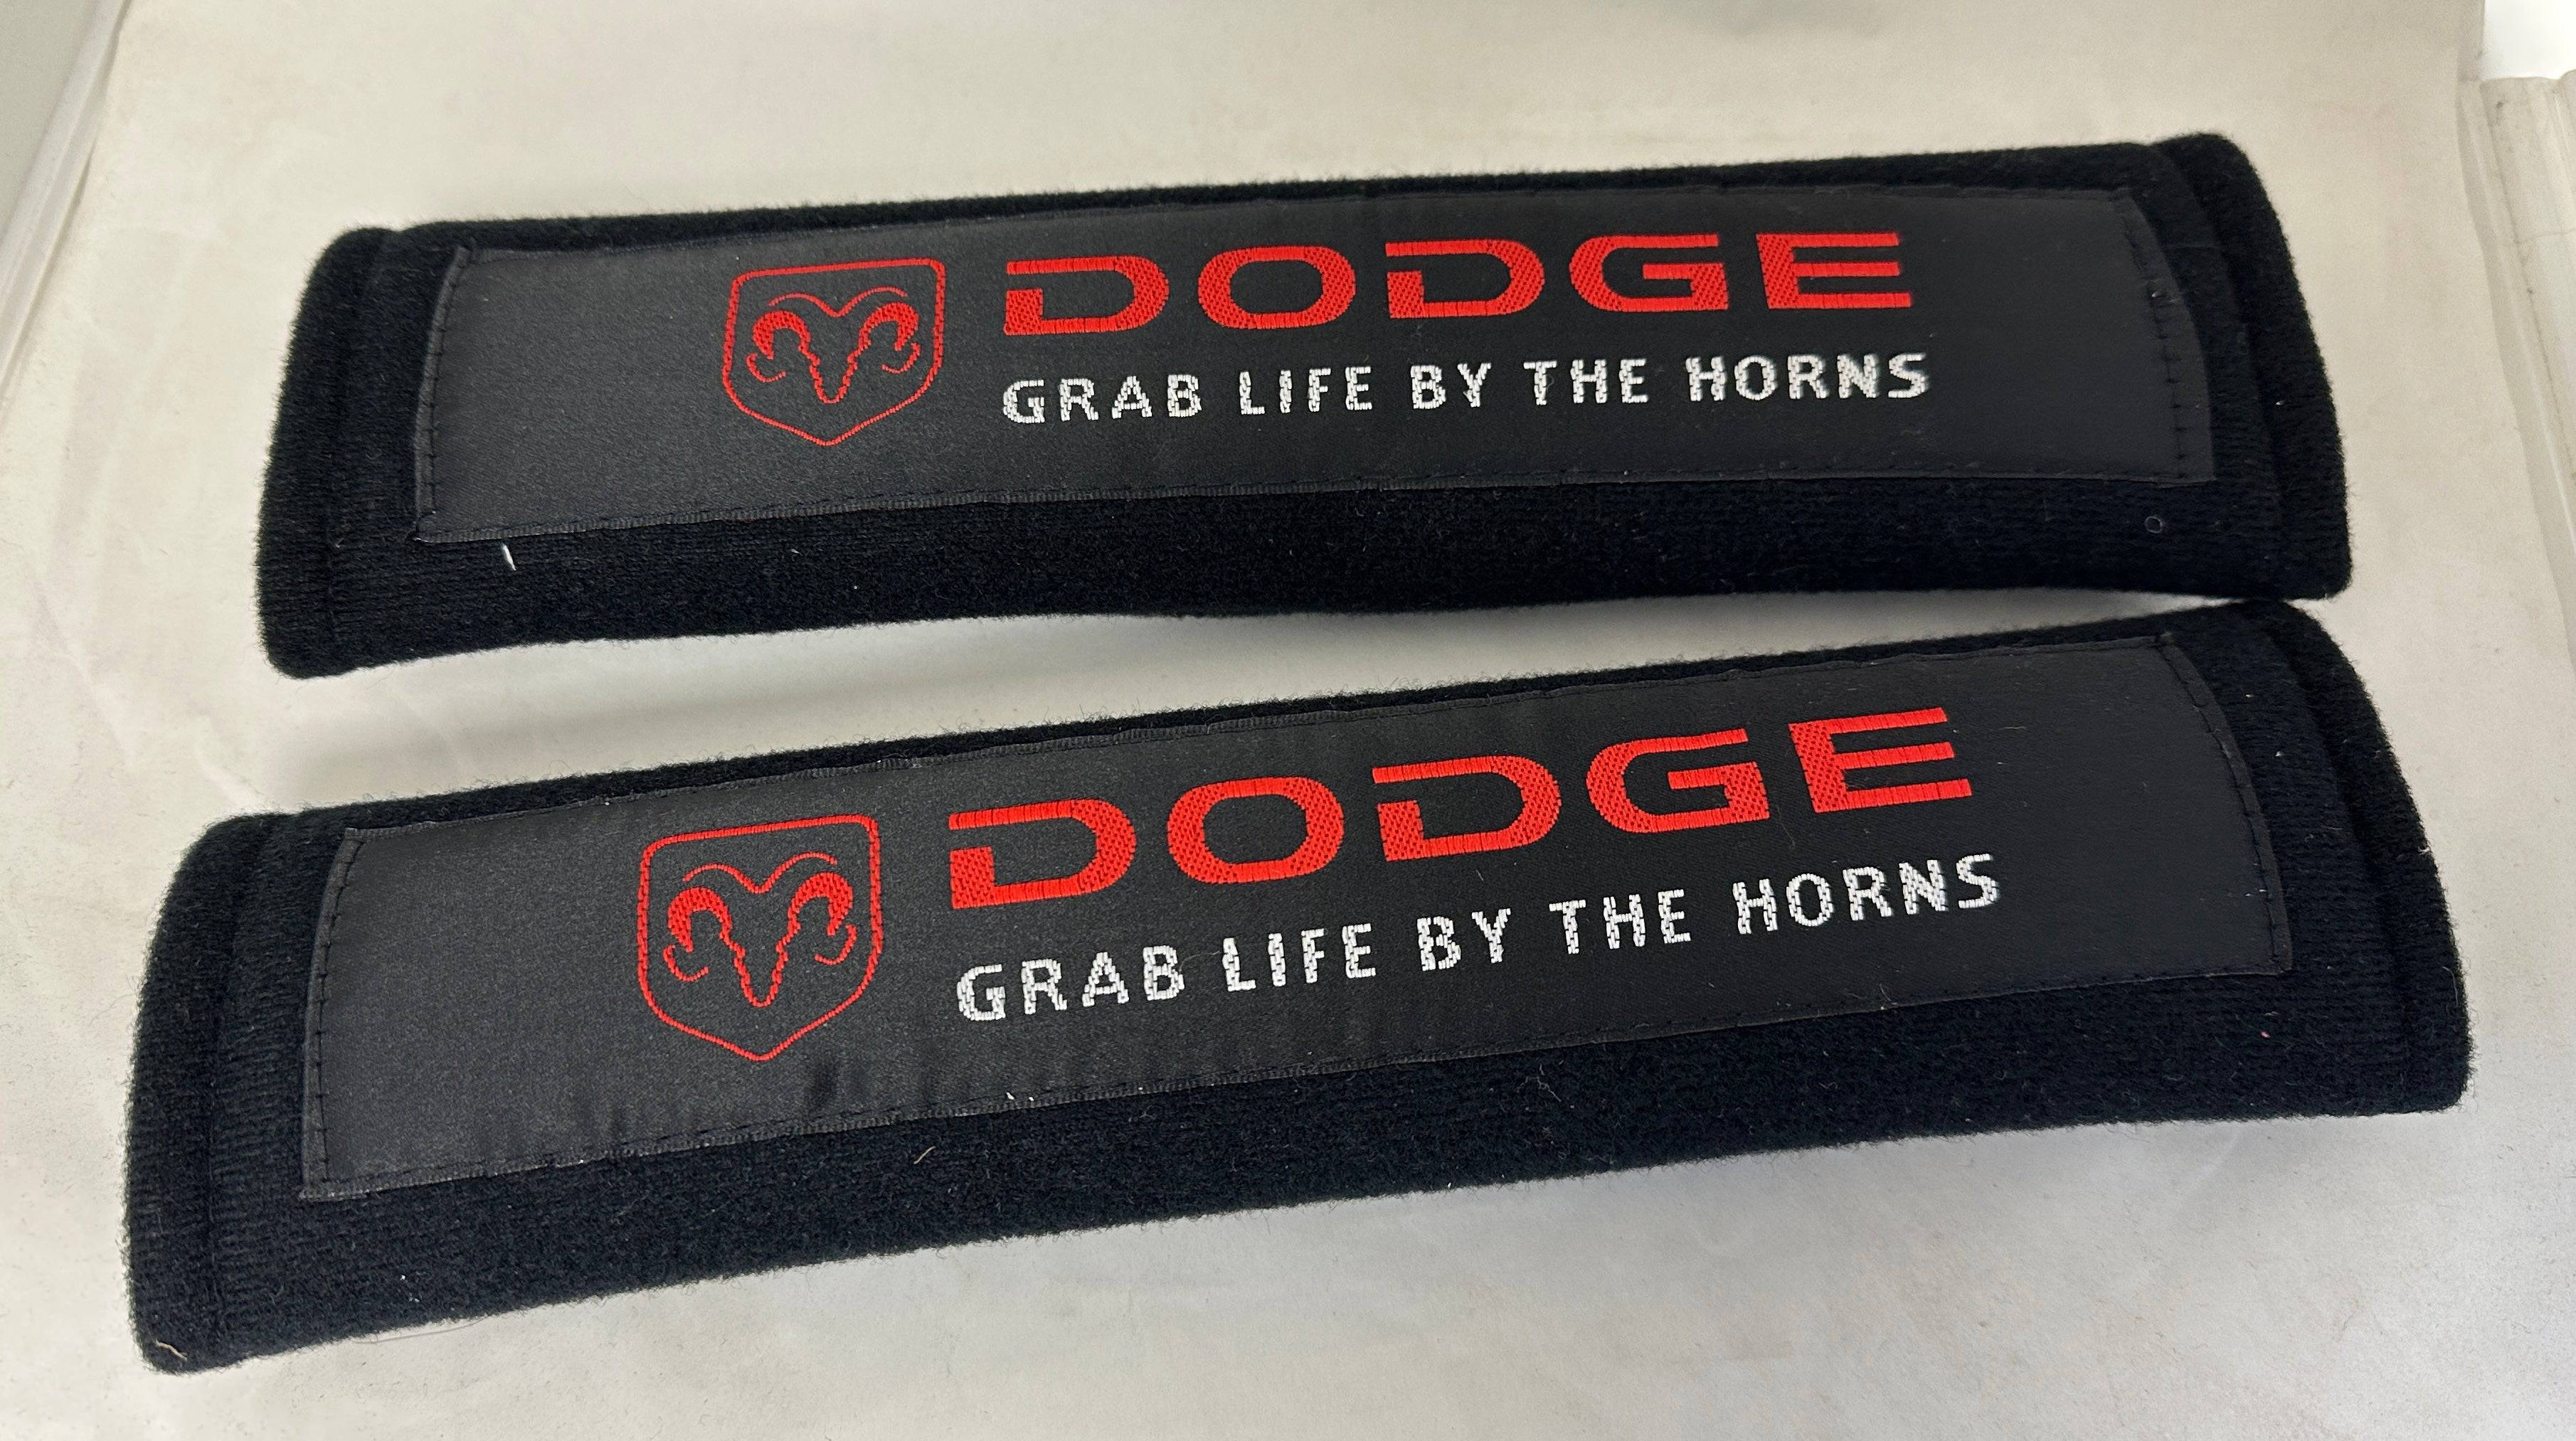 DODGE
GRAB LIFE BY THE HORNS
DODGE
GRAB LIFE BY THE HORNS